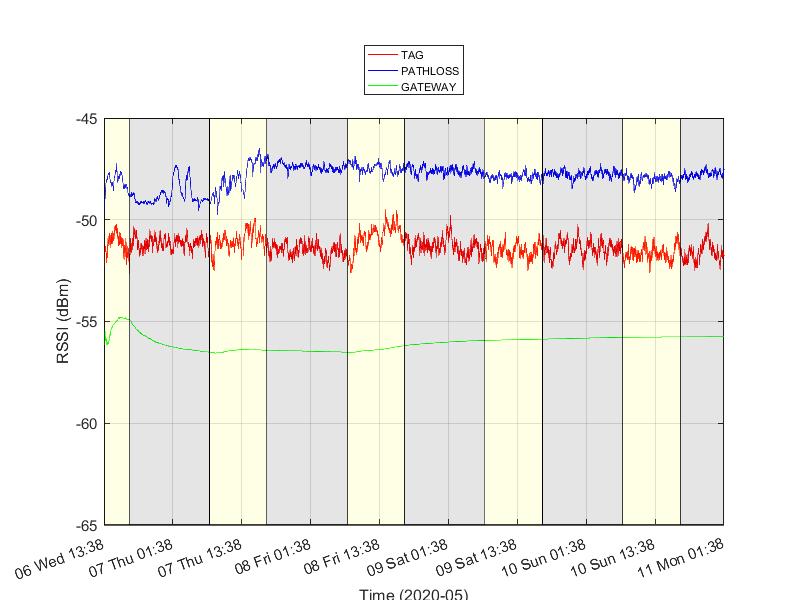 TAG
PATHLOSS
GATEWAY
-45
-50
-55
-60
-65
RSSI (dBm)
06 Wed 13:38
07 Thu 01:38
07 Thu 13:38
08 Fri 01:38
08 Fri 13:38
09 Sat 01:38
09 Sat 13:38
10 Sun 01:38
10 Sun 13:38
11 Mon 01:38
Time (2020-05)